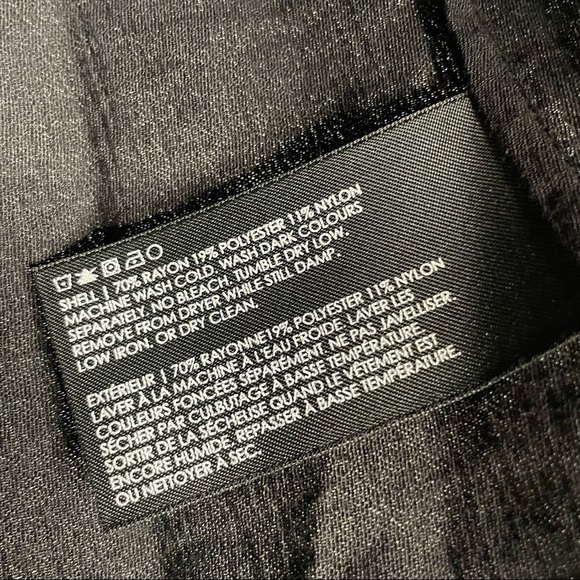 SHELL | 70% RAYON 19% POLYESTER 11% NYLON
MACHINE WASH COLD. WASH DARK COLOURS
SEPARATELY. NO BLEACH. TUMBLE DRY LOW.
REMOVE FROM DRYER WHILE STILL DAMP.
LOW IRON. OR DRY CLEAN.
EXTÉRIEUR | 70% RAYONNE 19% POLYESTER 11% NYLON
LAVER À LA MACHINE À L'EAU FROIDE. LAVER LES
COULEURS FONCÉES SÉPARÉMENT. NE PAS JAVELLISER.
SÉCHER PAR CULBUTAGE À BASSE TEMPÉRATURE.
SORTIR DE LA SÉCHEUSE QUAND LE VÊTEMENT EST
ENCORE HUMIDE. REPASSER À BASSE TEMPÉRATURE.
OU NETTOYER À SEC.